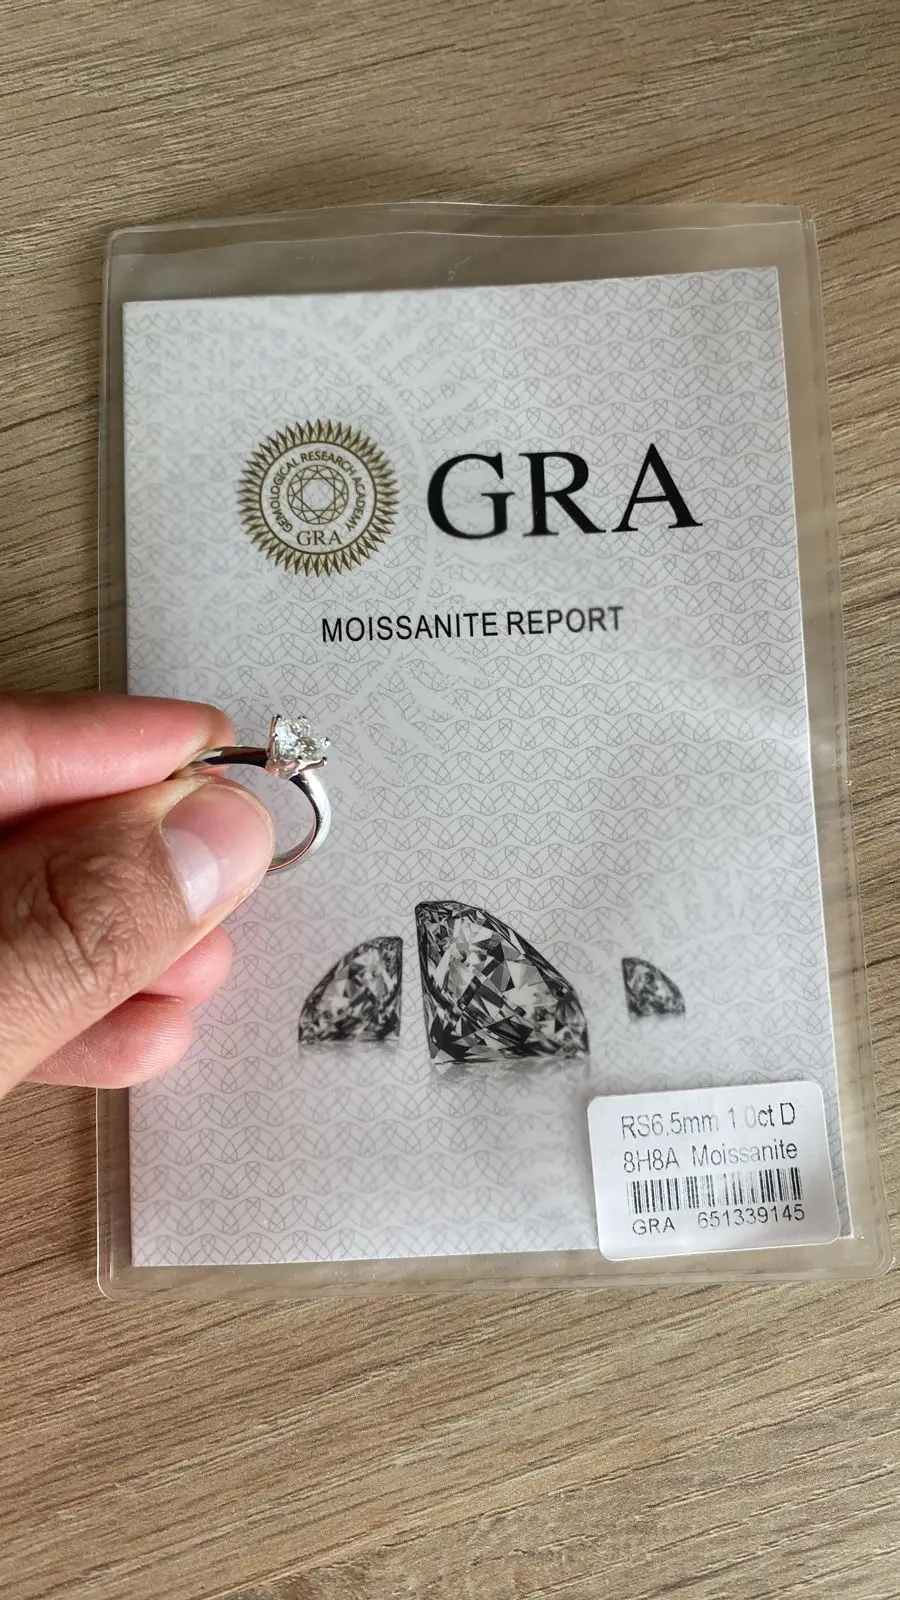 GEMOLOGICAL RESEARCH ACADEMY
GRA
GRA
MOISSANITE REPORT
RS6.5mm 1.0ct D
8H8A Moissanite
GRA 651339145